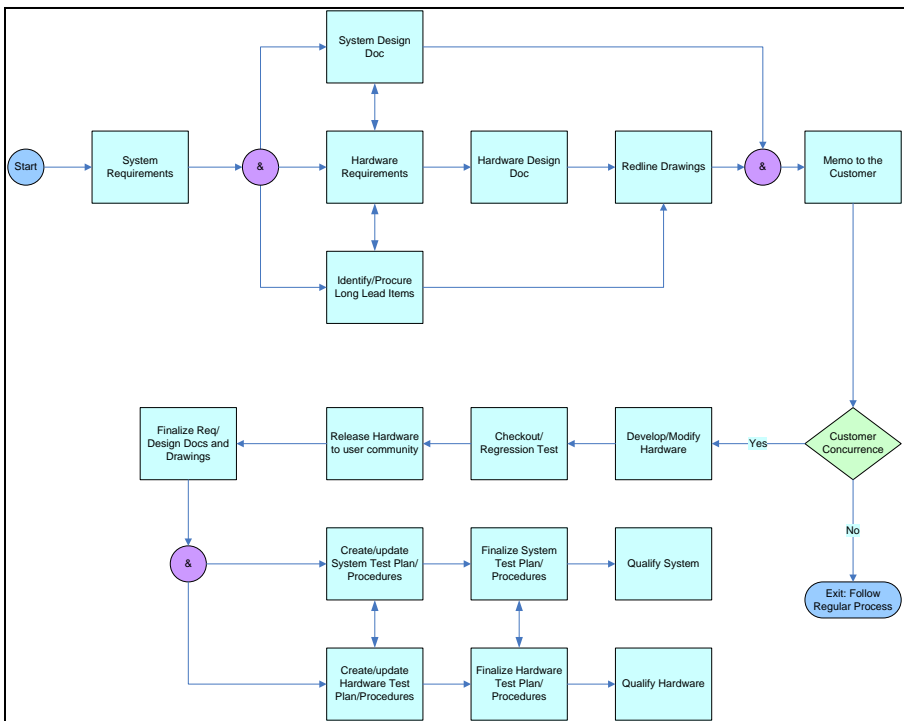 System Design
Doc
Start
System
Requirements
&
Hardware
Requirements
Hardware Design
Doc
Redline Drawings
&
Memo to the
Customer
Identify/Procure
Long Lead Items
Finalize Req/
Design Docs and
Drawings
Release Hardware
to user community
Checkout/
Regression Test
Develop/Modify
Hardware
Yes
Customer
Concurrence
No
&
Create/update
System Test Plan/
Procedures
Finalize System
Test Plan/
Procedures
Qualify System
Exit: Follow
Regular Process
Create/update
Hardware Test
Plan/Procedures
Finalize Hardware
Test Plan/
Procedures
Qualify Hardware